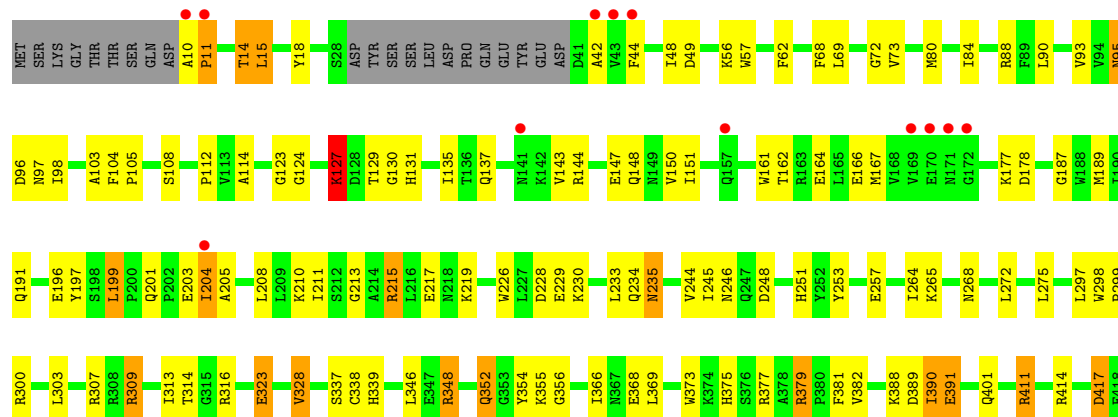 MET SER LYS GLY THR THR SER GLN ASP A10 P11 T14 L15 Y18 S28 ASP TYR SER SER LEU ASP PRO GLN GLU TYR GLU ASP D41 A42 V43 F44 I48 D49 K56 W57 F62 F68 L69 G72 V73 M80 I84 R88 F89 L90 V93 V94 N95
D96 N97 I98 A103 F104 P105 S108 P112 V113 A114 G123 G124 K127 D128 T129 G130 H131 I135 T136 Q137 N141 K142 V143 R144 E147 Q148 N149 V150 I151 Q157 W161 T162 R163 E164 L165 E166 M167 V168 V169 E170 N171 G172 K177 D178 G187 W188 M189 I190
Q191 E196 Y197 S198 L199 P200 Q201 P202 E203 I204 A205 L208 L209 K210 I211 S212 G213 A214 R215 L216 E217 N218 K219 W226 L227 D228 E229 K230 L233 Q234 N235 V244 I245 N246 Q247 D248 H251 Y252 Y253 E257 I264 K265 N268 L272 L275 L297 W298 P299
R300 L303 R307 R308 R309 I313 T314 G315 R316 E323 V328 S337 C338 H339 L346 E347 R348 Q352 G353 Y354 K355 G356 I366 N367 E368 L369 W373 K374 H375 S376 R377 A378 R379 Q380 F381 V382 K388 D389 I390 E391 Q401 R411 R414 D417